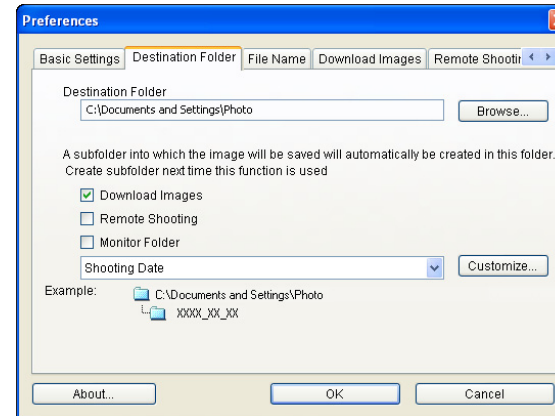 Preferences
Basic Settings Destination Folder File Name Download Images Remote Shootin
Destination Folder
C:\Documents and Settings\Photo Browse...
A subfolder into which the image will be saved will automatically be created in this folder.
Create subfolder next time this function is used
Download Images
Remote Shooting
Monitor Folder
Shooting Date Customize...
Example: C:\Documents and Settings\Photo
XXXX_XX_XX
About... OK Cancel